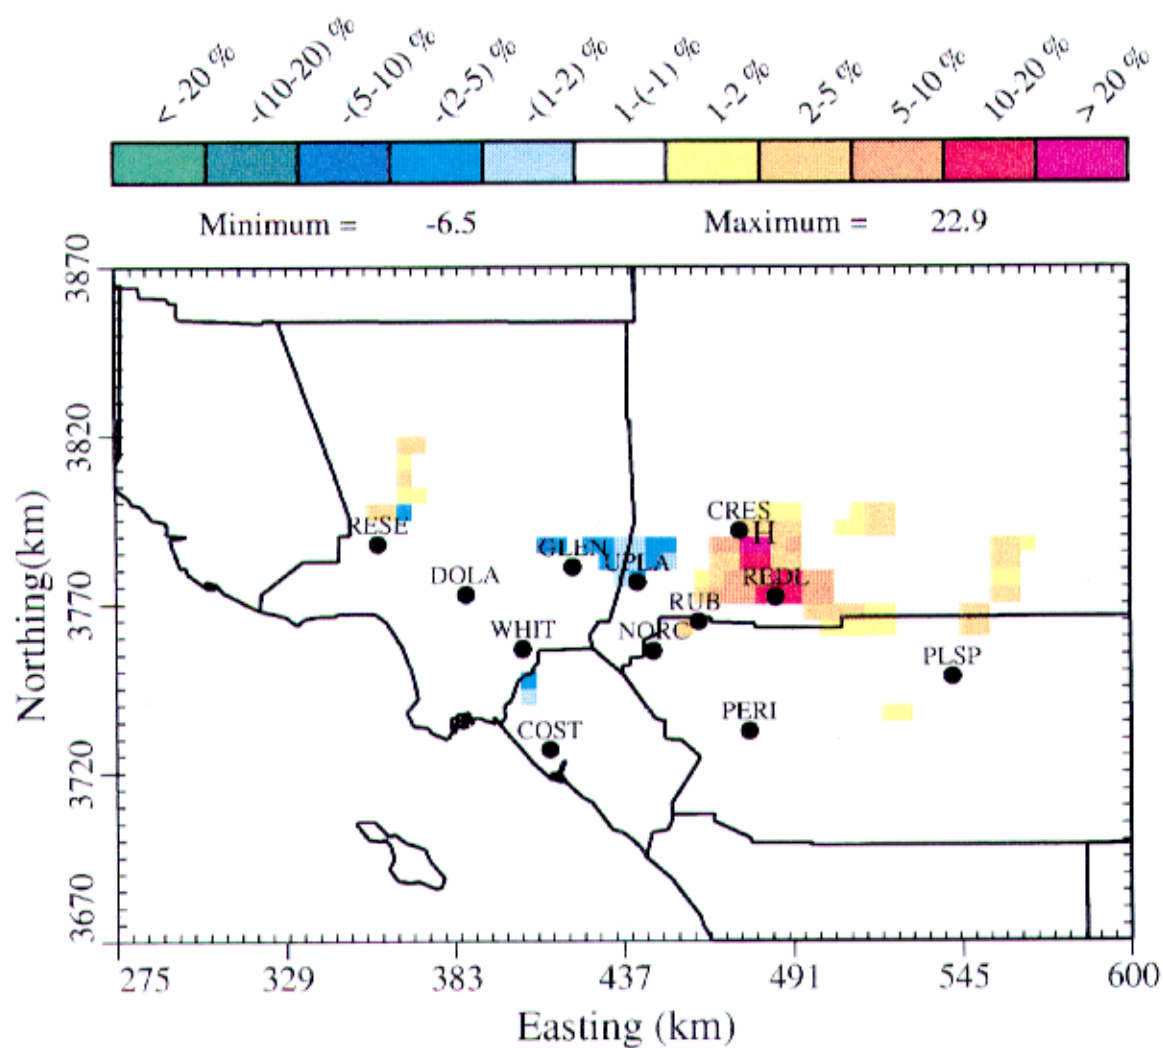 < -20 %
-(10-20) %
-(5-10) %
-(2-5) %
-(1-2) %
1-(-1) %
1-2 %
2-5 %
5-10 %
10-20 %
> 20 %
Minimum = -6.5 Maximum = 22.9
3870
3820
3770
3720
3670
Northing(km)
CRES
H
RESE
GLEN
UPLA
DOLA
REDL
RUB
WHIT
NORC
PLSP
PERI
COST
275 329 383 437 491 545 600
Easting (km)